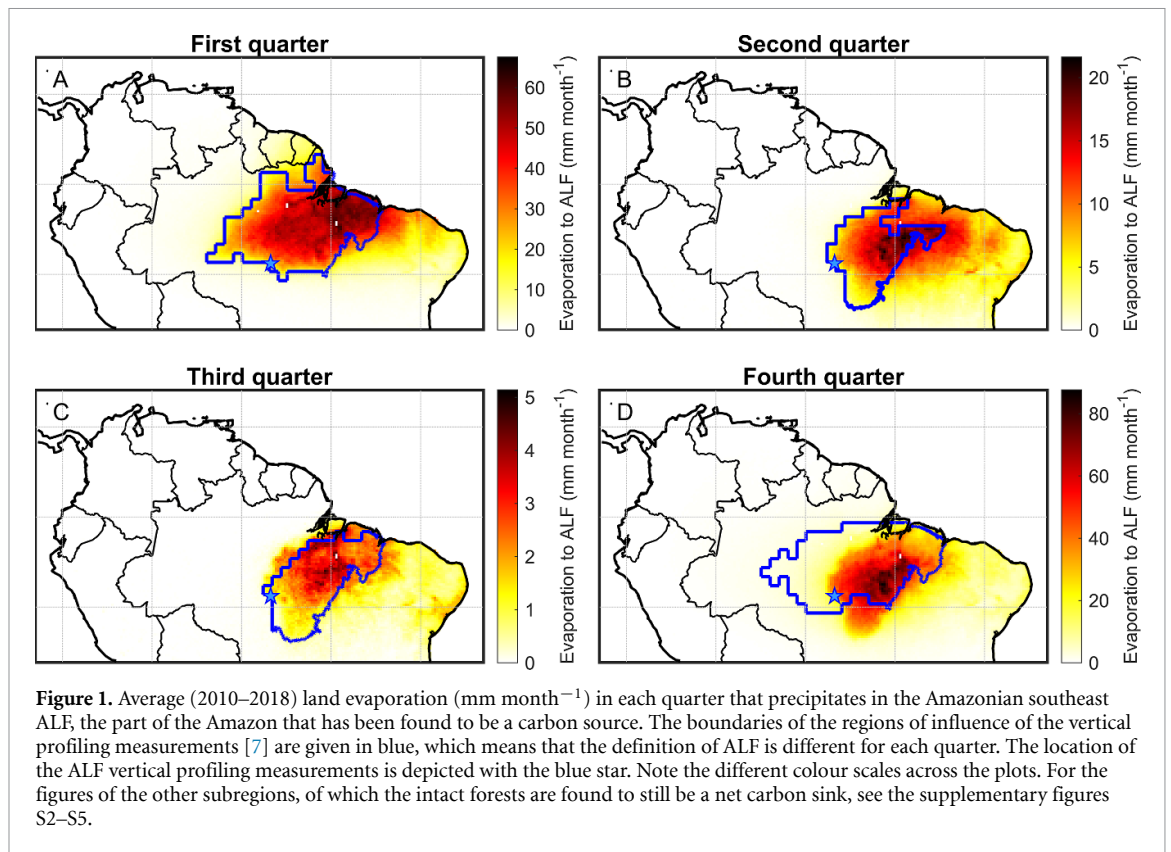 First quarter
A
60
50
40
30
20
10
0
Evaporation to ALF (mm month⁻¹)
Second quarter
B
20
15
10
5
0
Evaporation to ALF (mm month⁻¹)
Third quarter
C
5
4
3
2
1
0
Evaporation to ALF (mm month⁻¹)
Fourth quarter
D
80
60
40
20
0
Evaporation to ALF (mm month⁻¹)
Figure 1. Average (2010–2018) land evaporation (mm month⁻¹) in each quarter that precipitates in the Amazonian southeast
ALF, the part of the Amazon that has been found to be a carbon source. The boundaries of the regions of influence of the vertical
profiling measurements [7] are given in blue, which means that the definition of ALF is different for each quarter. The location of
the ALF vertical profiling measurements is depicted with the blue star. Note the different colour scales across the plots. For the
figures of the other subregions, of which the intact forests are found to still be a net carbon sink, see the supplementary figures
S2–S5.